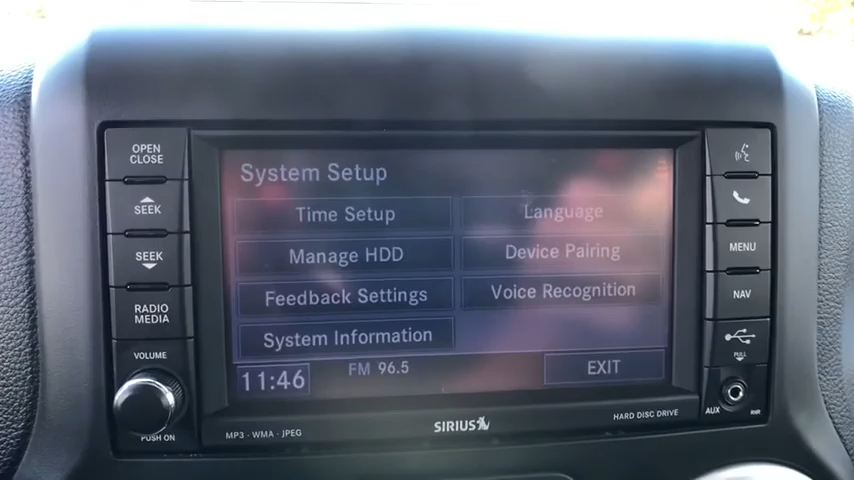 OPEN
CLOSE
SEEK
SEEK
RADIO
MEDIA
VOLUME
PUSH ON
System Setup
Time Setup
Language
Manage HDD
Device Pairing
Feedback Settings
Voice Recognition
System Information
11:46
FM 96.5
EXIT
MP3 - WMA - JPEG
SIRIUS
HARD DISC DRIVE
MENU
NAV
PULL
AUX